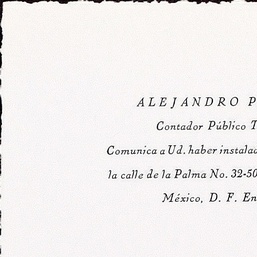 ALEJANDRO P
Contador Público T
Comunica a Ud. haber instalad
la calle de la Palma No. 32-50
México, D. F. En